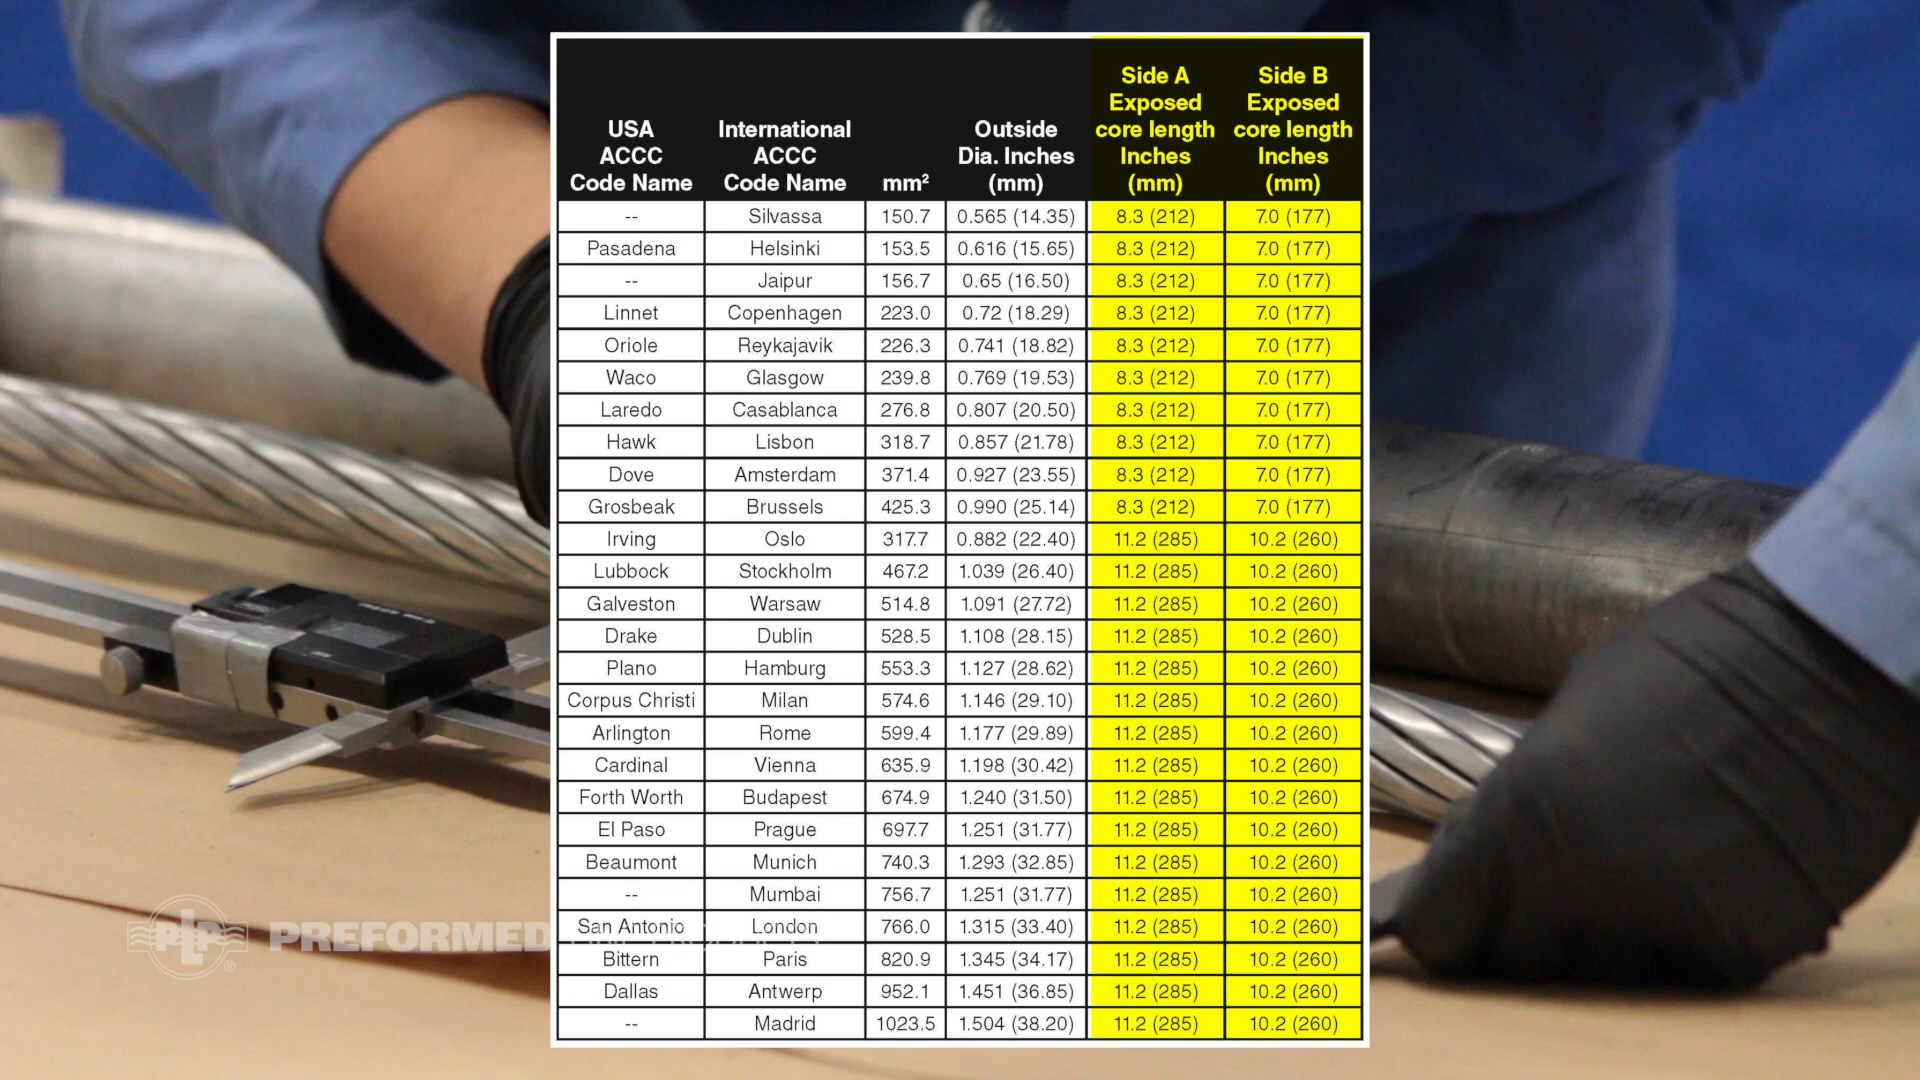 USA ACCC Code Name International ACCC Code Name mm² Outside Dia. Inches (mm) Side A Exposed core length Inches (mm) Side B Exposed core length Inches (mm)
-- Silvassa 150.7 0.565 (14.35) 8.3 (212) 7.0 (177)
Pasadena Helsinki 153.5 0.616 (15.65) 8.3 (212) 7.0 (177)
-- Jaipur 156.7 0.65 (16.50) 8.3 (212) 7.0 (177)
Linnet Copenhagen 223.0 0.72 (18.29) 8.3 (212) 7.0 (177)
Oriole Reykajavik 226.3 0.741 (18.82) 8.3 (212) 7.0 (177)
Waco Glasgow 239.8 0.769 (19.53) 8.3 (212) 7.0 (177)
Laredo Casablanca 276.8 0.807 (20.50) 8.3 (212) 7.0 (177)
Hawk Lisbon 318.7 0.857 (21.78) 8.3 (212) 7.0 (177)
Dove Amsterdam 371.4 0.927 (23.55) 8.3 (212) 7.0 (177)
Grosbeak Brussels 425.3 0.990 (25.14) 8.3 (212) 7.0 (177)
Irving Oslo 317.7 0.882 (22.40) 11.2 (285) 10.2 (260)
Lubbock Stockholm 467.2 1.039 (26.40) 11.2 (285) 10.2 (260)
Galveston Warsaw 514.8 1.091 (27.72) 11.2 (285) 10.2 (260)
Drake Dublin 528.5 1.108 (28.15) 11.2 (285) 10.2 (260)
Plano Hamburg 553.3 1.127 (28.62) 11.2 (285) 10.2 (260)
Corpus Christi Milan 574.6 1.146 (29.10) 11.2 (285) 10.2 (260)
Arlington Rome 599.4 1.177 (29.89) 11.2 (285) 10.2 (260)
Cardinal Vienna 635.9 1.198 (30.42) 11.2 (285) 10.2 (260)
Forth Worth Budapest 674.9 1.240 (31.50) 11.2 (285) 10.2 (260)
El Paso Prague 697.7 1.251 (31.77) 11.2 (285) 10.2 (260)
Beaumont Munich 740.3 1.293 (32.85) 11.2 (285) 10.2 (260)
-- Mumbai 756.7 1.251 (31.77) 11.2 (285) 10.2 (260)
San Antonio London 766.0 1.315 (33.40) 11.2 (285) 10.2 (260)
Bittern Paris 820.9 1.345 (34.17) 11.2 (285) 10.2 (260)
Dallas Antwerp 952.1 1.451 (36.85) 11.2 (285) 10.2 (260)
-- Madrid 1023.5 1.504 (38.20) 11.2 (285) 10.2 (260)
PLP ® PREFORMED